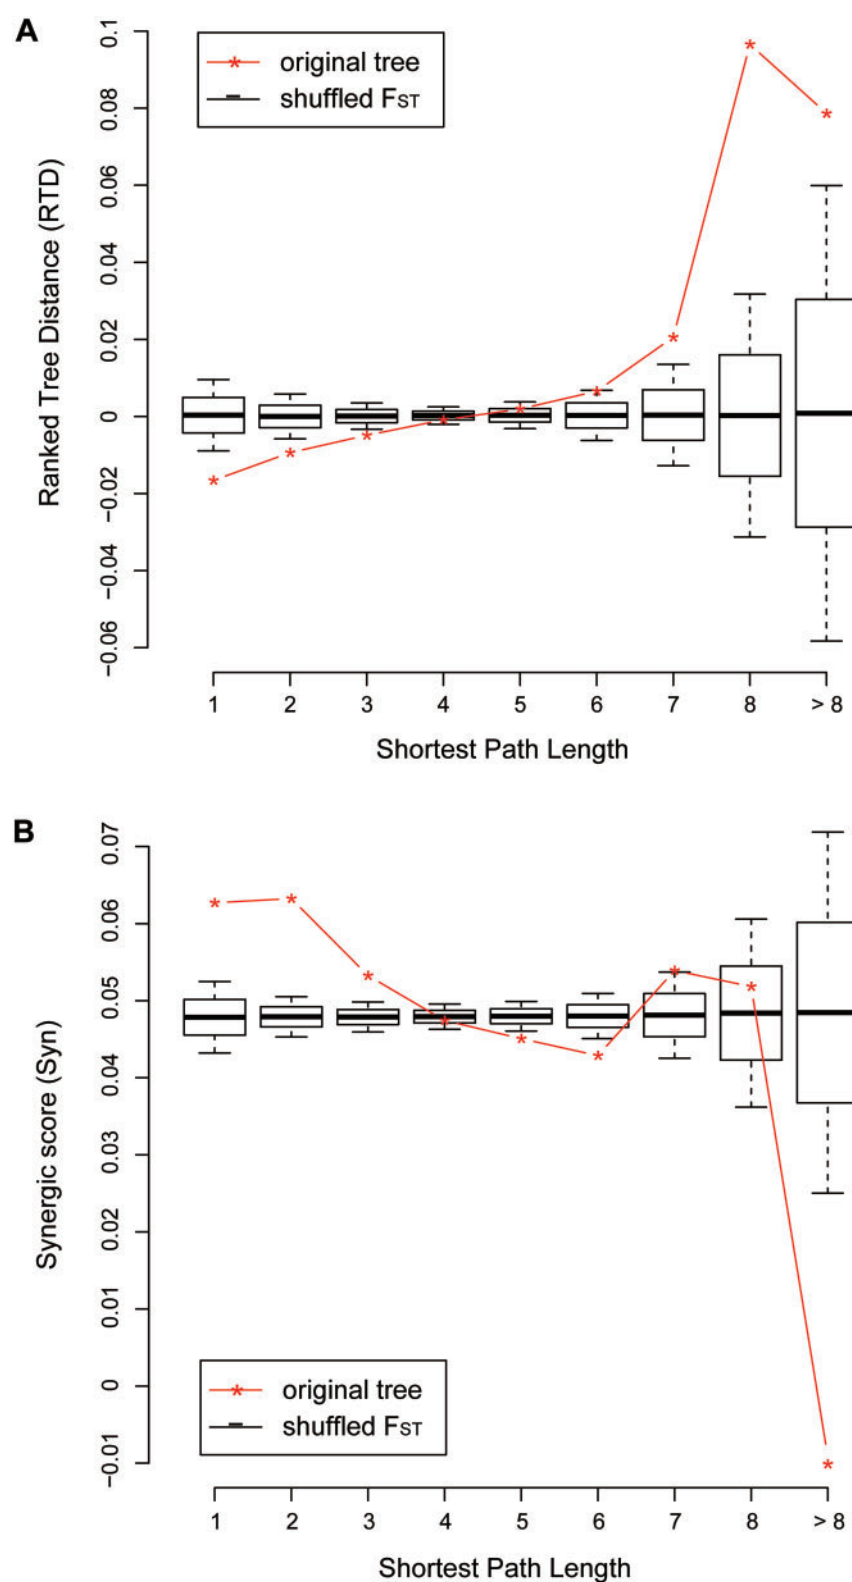 A
original tree
shuffled FST
Ranked Tree Distance (RTD)
0.1
0.08
0.06
0.04
0.02
0
−0.02
−0.04
−0.06
1 2 3 4 5 6 7 8 > 8
Shortest Path Length
B
Synergic score (Syn)
0.07
0.06
0.05
0.04
0.03
0.02
0.01
0
−0.01
original tree
shuffled FST
1 2 3 4 5 6 7 8 > 8
Shortest Path Length